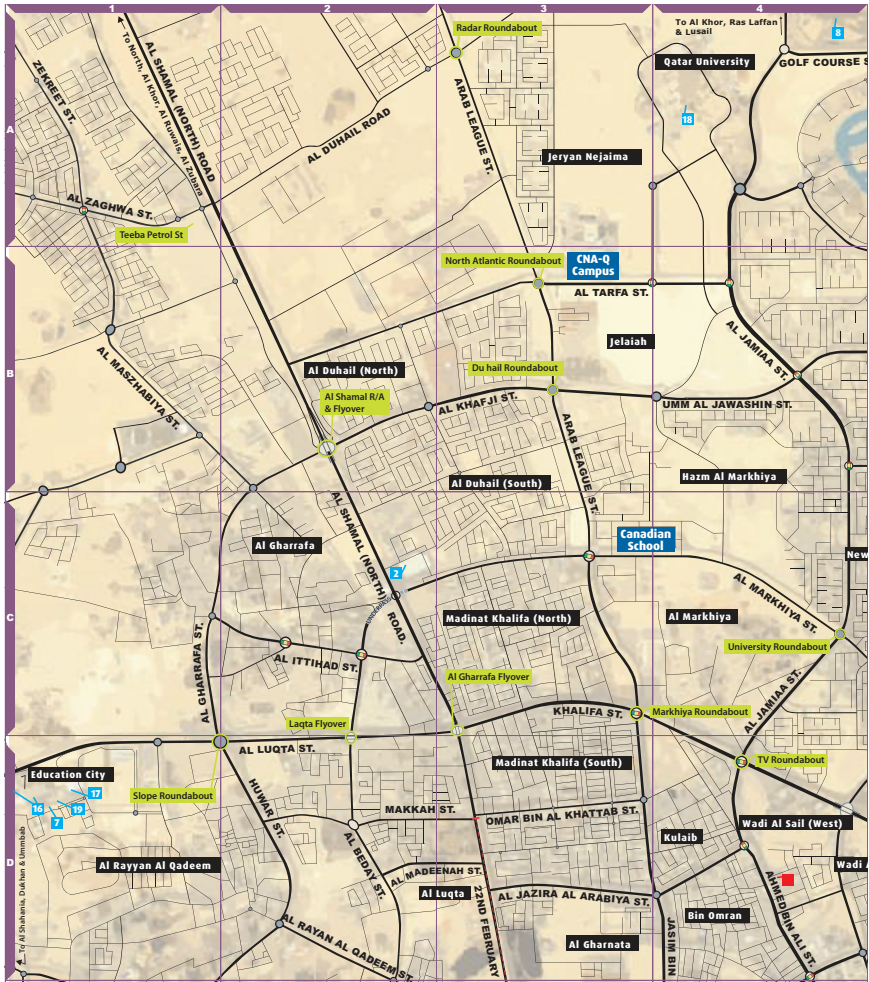 1
2
3
4
A
B
C
D
To Al Khor, Ras Laffan
& Lusail
8
Radar Roundabout
Qatar University
GOLF COURSE S
ZEKREET ST.
To North, Al Khor, Al Ruwais, Al Zubara
AL SHAMAL (NORTH) ROAD
ARAB LEAGUE ST.
18
AL DUHAIL ROAD
Jeryan Nejaima
AL ZAGHWA ST.
Teeba Petrol St
North Atlantic Roundabout
CNA-Q
Campus
AL TARFA ST.
Jelaiah
AL JAMIAA ST.
AL MASZHABIYA ST.
Al Duhail (North)
Du hail Roundabout
Al Shamal R/A
& Flyover
AL KHAFJI ST.
UMM AL JAWASHIN ST.
ARAB LEAGUE ST.
Al Duhail (South)
Hazm Al Markhiya
AL SHAMAL (NORTH) ROAD.
Al Gharrafa
Canadian
School
New
2
UNDERPASS
AL MARKHIYA ST.
Madinat Khalifa (North)
Al Markhiya
AL GHARRAFA ST.
University Roundabout
AL ITTIHAD ST.
Al Gharrafa Flyover
AL JAMIAA ST.
KHALIFA ST.
Markhiya Roundabout
Laqta Flyover
AL LUQTA ST.
Education City
Madinat Khalifa (South)
TV Roundabout
17
16
19
7
Slope Roundabout
HUWAR ST.
MAKKAH ST.
OMAR BIN AL KHATTAB ST.
Wadi Al Sail (West)
Kulaib
AL BEDAY ST.
Al Rayyan Al Qadeem
AL MADEENAH ST.
Wadi A
To Al Shahania, Dukhan & Ummbab
Al Luqta
22ND FEBRUARY
AL JAZIRA AL ARABIYA ST.
AHMED BIN ALI ST.
Bin Omran
AL RAYAN AL QADEEM ST.
Al Gharnata
JASIM BIN